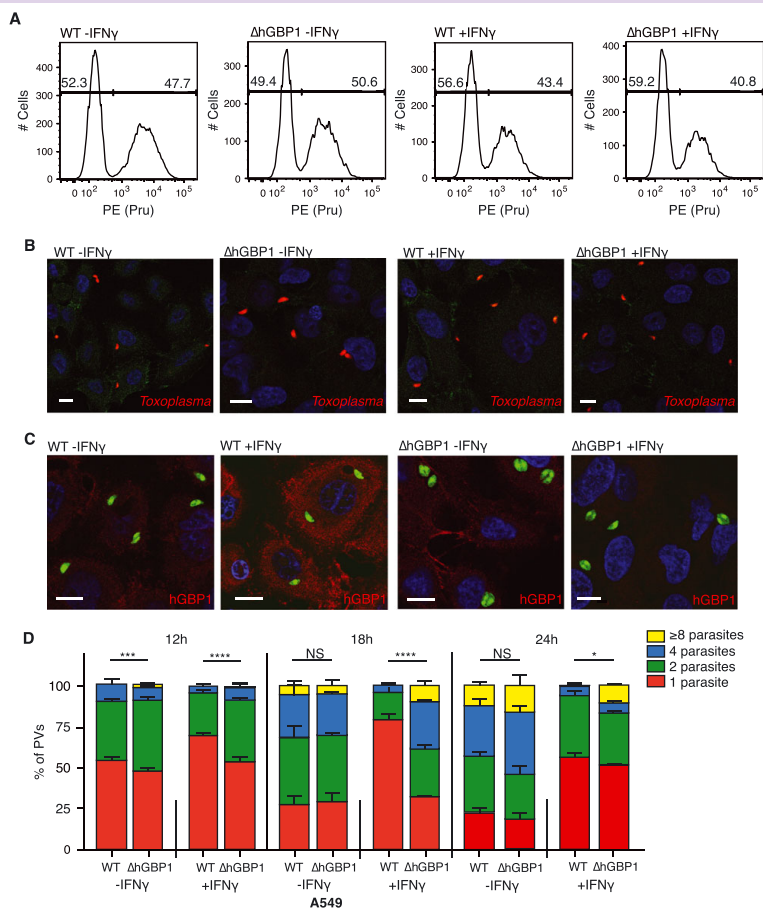 A
WT -IFNγ
ΔhGBP1 -IFNγ
WT +IFNγ
ΔhGBP1 +IFNγ
# Cells
400
300
200
100
0
52.3
47.7
0 10² 10³ 10⁴ 10⁵
PE (Pru)
# Cells
300
200
100
0
49.4
50.6
0 10² 10³ 10⁴ 10⁵
PE (Pru)
# Cells
300
200
100
0
56.6
43.4
0 10² 10³ 10⁴ 10⁵
PE (Pru)
# Cells
400
300
200
100
0
59.2
40.8
0 10² 10³ 10⁴ 10⁵
PE (Pru)
B
WT -IFNγ
ΔhGBP1 -IFNγ
WT +IFNγ
ΔhGBP1 +IFNγ
Toxoplasma
Toxoplasma
Toxoplasma
Toxoplasma
C
WT -IFNγ
WT +IFNγ
ΔhGBP1 -IFNγ
ΔhGBP1 +IFNγ
hGBP1
hGBP1
hGBP1
hGBP1
D
12h
18h
24h
*** **** NS **** NS *
≥8 parasites
4 parasites
2 parasites
1 parasite
% of PVs
100
75
50
25
0
WT ΔhGBP1 WT ΔhGBP1 WT ΔhGBP1 WT ΔhGBP1 WT ΔhGBP1 WT ΔhGBP1
-IFNγ +IFNγ -IFNγ +IFNγ -IFNγ +IFNγ
A549